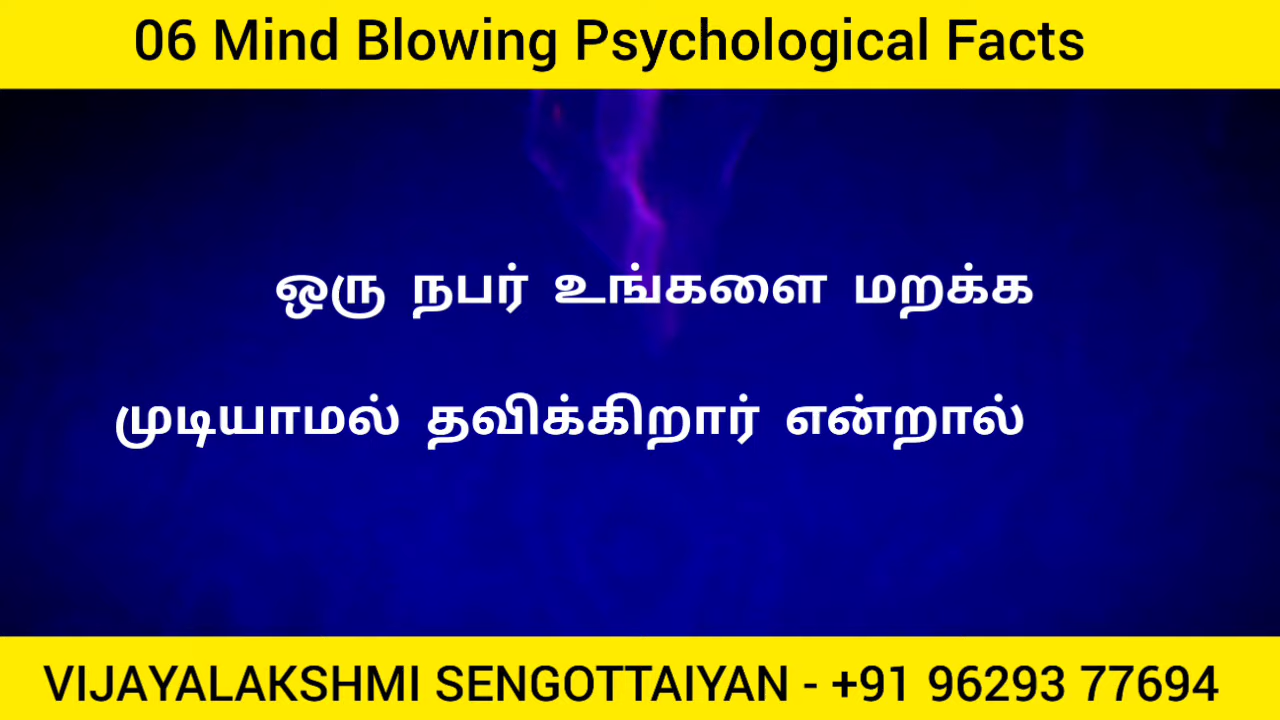 06 Mind Blowing Psychological Facts
ஒரு நபர் உங்களை மறக்க
முடியாமல் தவிக்கிறார் என்றால்
VIJAYALAKSHMI SENGOTTAIYAN - +91 96293 77694